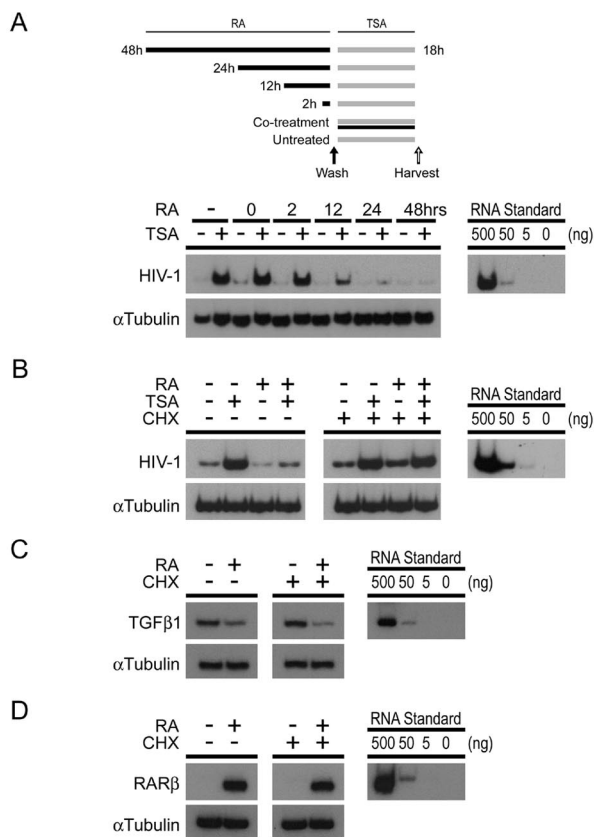 A
RA TSA
48h 18h
24h
12h
2h
Co-treatment
Untreated
Wash Harvest
RA - 0 2 12 24 48hrs RNA Standard
TSA - + - + - + - + - + - + 500 50 5 0 (ng)
HIV-1
αTubulin
B
RA - - + + - - + +
TSA - + - + - + - + RNA Standard
CHX - - - - + + + + 500 50 5 0 (ng)
HIV-1
αTubulin
C
RA - + - + RNA Standard
CHX - - + + 500 50 5 0 (ng)
TGFβ1
αTubulin
D
RA - + - + RNA Standard
CHX - - + + 500 50 5 0 (ng)
RARβ
αTubulin